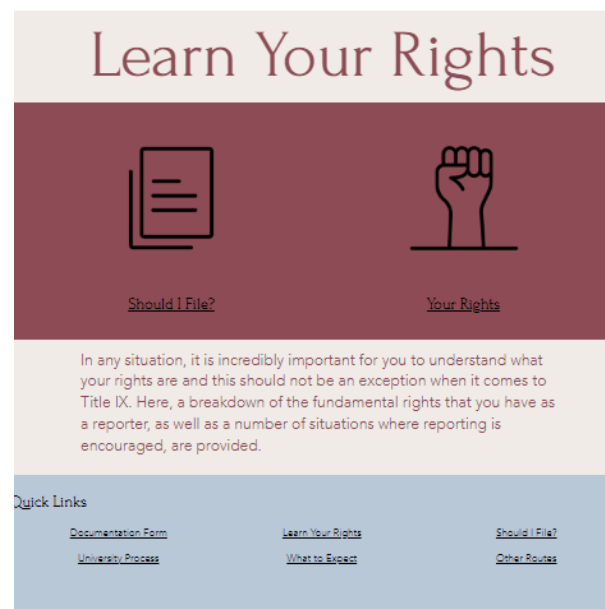 Learn Your Rights
Should I File?
Your Rights
In any situation, it is incredibly important for you to understand what
your rights are and this should not be an exception when it comes to
Title IX. Here, a breakdown of the fundamental rights that you have as
a reporter, as well as a number of situations where reporting is
encouraged, are provided.
Quick Links
Documentation Form
Learn Your Rights
Should I File?
University Process
What to Expect
Other Routes